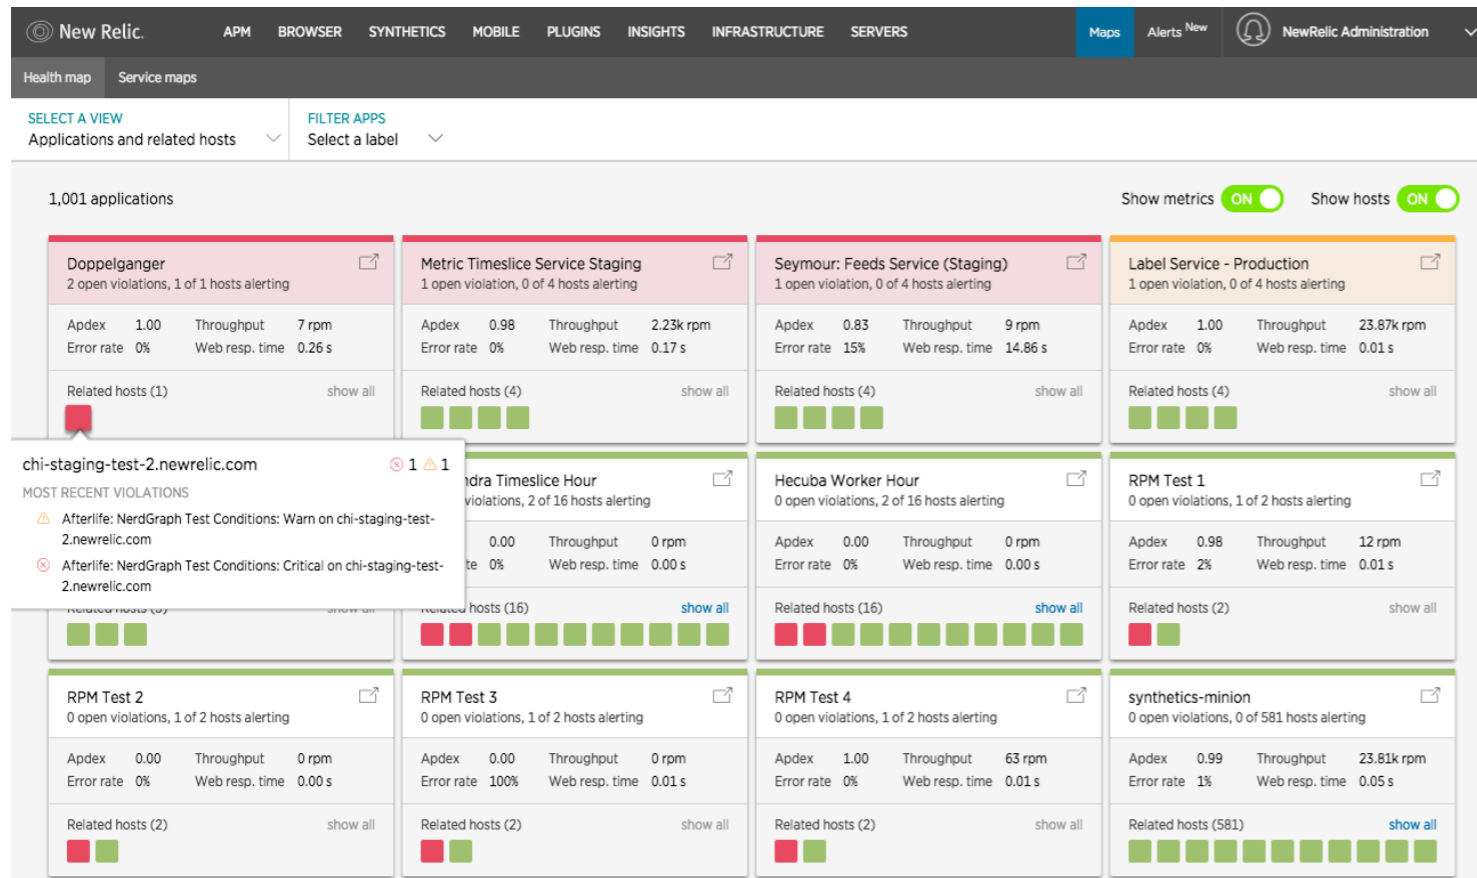 New Relic.
APM BROWSER SYNTHETICS MOBILE PLUGINS INSIGHTS INFRASTRUCTURE SERVERS
Maps Alerts New NewRelic Administration
Health map Service maps
SELECT A VIEW
Applications and related hosts
FILTER APPS
Select a label
1,001 applications
Show metrics ON Show hosts ON
Doppelganger
2 open violations, 1 of 1 hosts alerting
Apdex 1.00 Throughput 7 rpm
Error rate 0% Web resp. time 0.26 s
Related hosts (1) show all
Metric Timeslice Service Staging
1 open violation, 0 of 4 hosts alerting
Apdex 0.98 Throughput 2.23k rpm
Error rate 0% Web resp. time 0.17 s
Related hosts (4) show all
Seymour: Feeds Service (Staging)
1 open violation, 0 of 4 hosts alerting
Apdex 0.83 Throughput 9 rpm
Error rate 15% Web resp. time 14.86 s
Related hosts (4) show all
Label Service - Production
1 open violation, 0 of 4 hosts alerting
Apdex 1.00 Throughput 23.87k rpm
Error rate 0% Web resp. time 0.01 s
Related hosts (4) show all
chi-staging-test-2.newrelic.com 1 1
MOST RECENT VIOLATIONS
Afterlife: NerdGraph Test Conditions: Warn on chi-staging-test-
2.newrelic.com
Afterlife: NerdGraph Test Conditions: Critical on chi-staging-test-
2.newrelic.com
Related hosts (3) show all
ndra Timeslice Hour
violations, 2 of 16 hosts alerting
0.00 Throughput 0 rpm
te 0% Web resp. time 0.00 s
Related hosts (16) show all
Hecuba Worker Hour
0 open violations, 2 of 16 hosts alerting
Apdex 0.00 Throughput 0 rpm
Error rate 0% Web resp. time 0.00 s
Related hosts (16) show all
RPM Test 1
0 open violations, 1 of 2 hosts alerting
Apdex 0.98 Throughput 12 rpm
Error rate 2% Web resp. time 0.01 s
Related hosts (2) show all
RPM Test 2
0 open violations, 1 of 2 hosts alerting
Apdex 0.00 Throughput 0 rpm
Error rate 0% Web resp. time 0.00 s
Related hosts (2) show all
RPM Test 3
0 open violations, 1 of 2 hosts alerting
Apdex 0.00 Throughput 0 rpm
Error rate 100% Web resp. time 0.01 s
Related hosts (2) show all
RPM Test 4
0 open violations, 1 of 2 hosts alerting
Apdex 1.00 Throughput 63 rpm
Error rate 0% Web resp. time 0.01 s
Related hosts (2) show all
synthetics-minion
0 open violations, 0 of 581 hosts alerting
Apdex 0.99 Throughput 23.81k rpm
Error rate 1% Web resp. time 0.05 s
Related hosts (581) show all